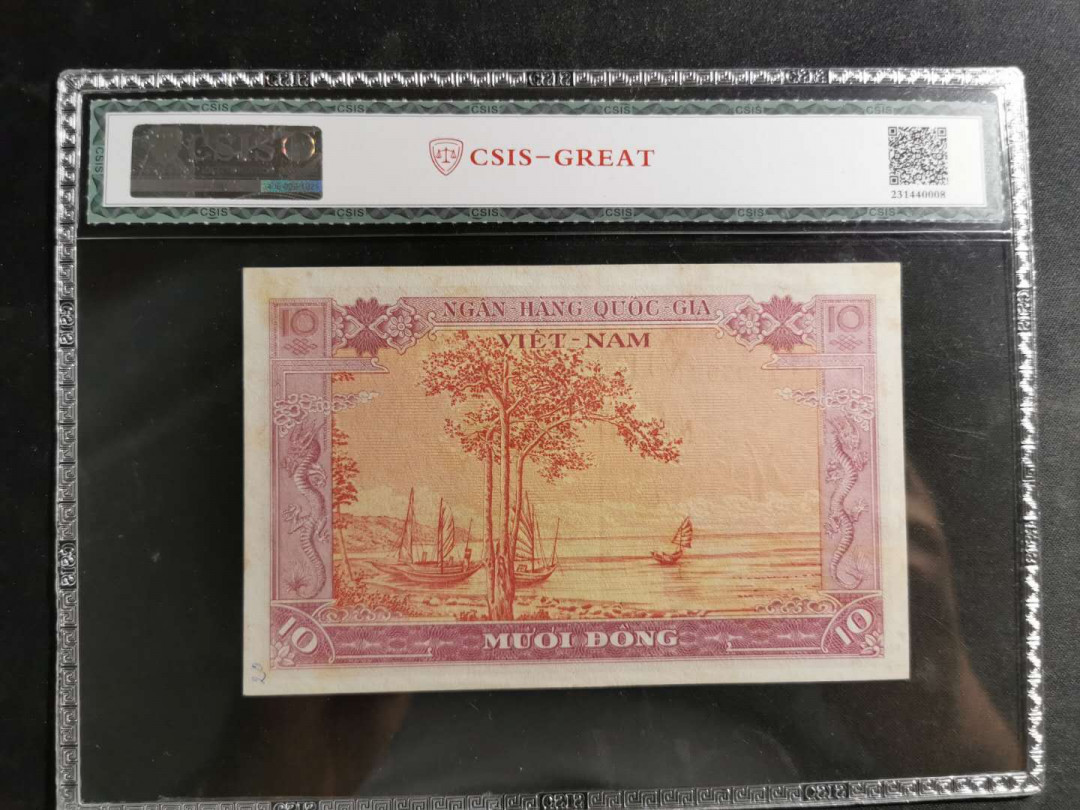 CSIS-GREAT
231440008
10 NGÂN-HÀNG QUỐC-GIA 10
VIỆT-NAM
10 MƯỜI ĐỒNG 10